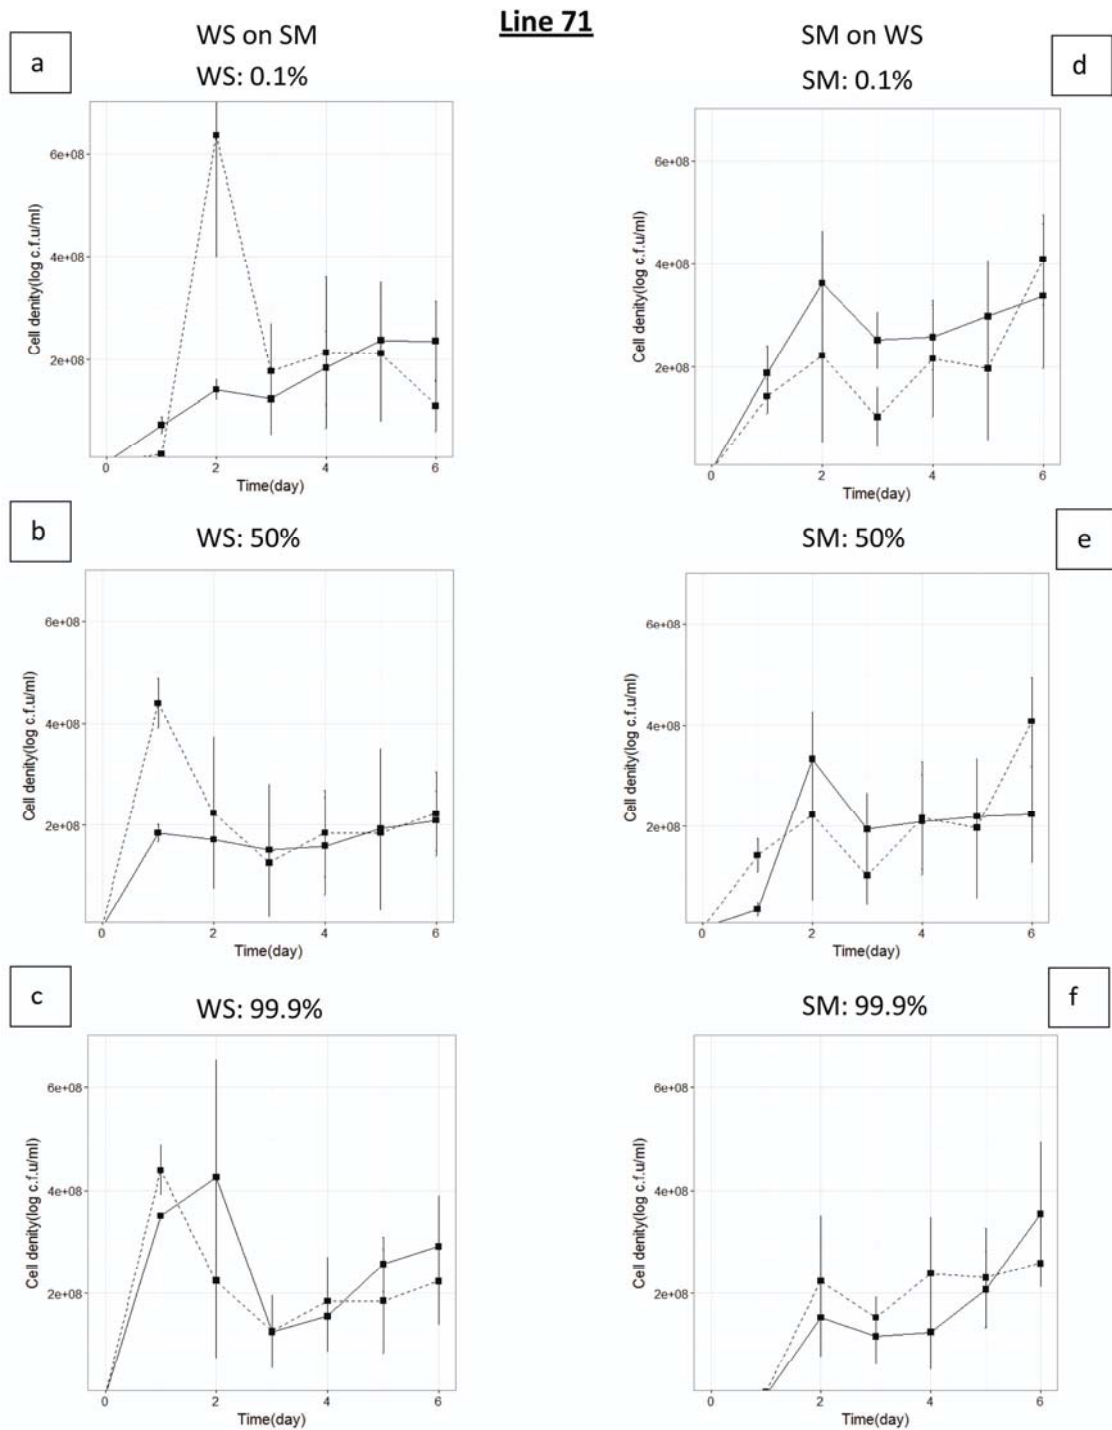 Line 71
a
WS on SM
WS: 0.1%
6e+08
4e+08
2e+08
Cell denity(log c.f.u/ml)
0 2 4 6
Time(day)
SM on WS
SM: 0.1%
d
6e+08
4e+08
2e+08
Cell denity(log c.f.u/ml)
0 2 4 6
Time(day)
b
WS: 50%
6e+08
4e+08
2e+08
Cell denity(log c.f.u/ml)
0 2 4 6
Time(day)
SM: 50%
e
6e+08
4e+08
2e+08
Cell denity(log c.f.u/ml)
0 2 4 6
Time(day)
c
WS: 99.9%
6e+08
4e+08
2e+08
Cell denity(log c.f.u/ml)
0 2 4 6
Time(day)
SM: 99.9%
f
6e+08
4e+08
2e+08
Cell denity(log c.f.u/ml)
0 2 4 6
Time(day)